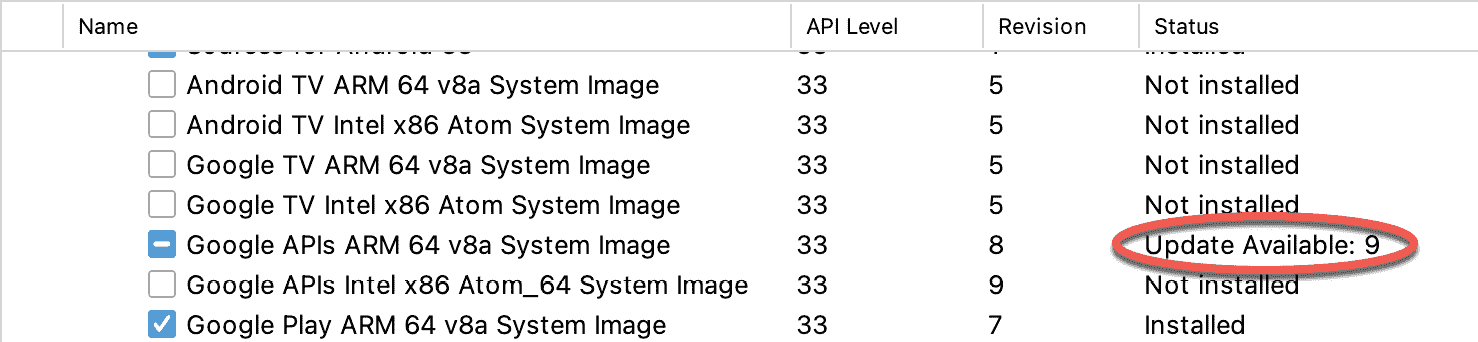 Name API Level Revision Status
Android TV ARM 64 v8a System Image 33 5 Not installed
Android TV Intel x86 Atom System Image 33 5 Not installed
Google TV ARM 64 v8a System Image 33 5 Not installed
Google TV Intel x86 Atom System Image 33 5 Not installed
Google APIs ARM 64 v8a System Image 33 8 Update Available: 9
Google APIs Intel x86 Atom_64 System Image 33 9 Not installed
Google Play ARM 64 v8a System Image 33 7 Installed